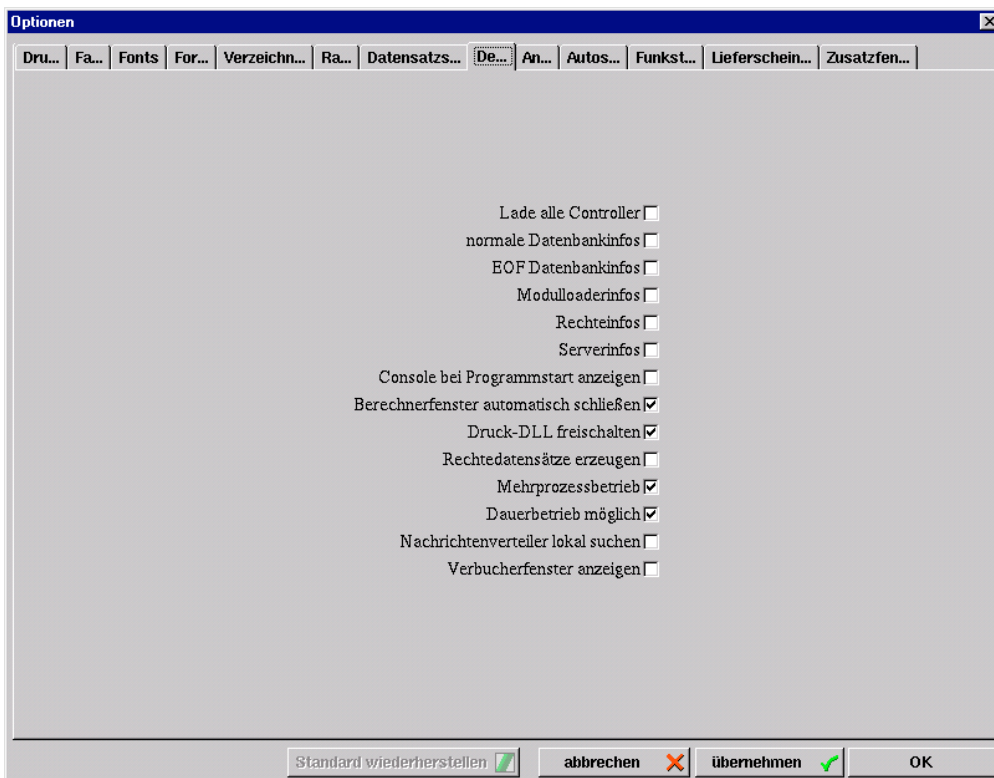 Optionen
Dru... Fa... Fonts For... Verzeichn... Ra... Datensatzs... De... An... Autos... Funkst... Lieferschein... Zusatzfen...
Lade alle Controller
normale Datenbankinfos
EOF Datenbankinfos
Modulloaderinfos
Rechteinfos
Serverinfos
Console bei Programmstart anzeigen
Berechnerfenster automatisch schließen
Druck-DLL freischalten
Rechtedatensätze erzeugen
Mehrprozessbetrieb
Dauerbetrieb möglich
Nachrichtenverteiler lokal suchen
Verbucherfenster anzeigen
Standard wiederherstellen abbrechen übernehmen OK